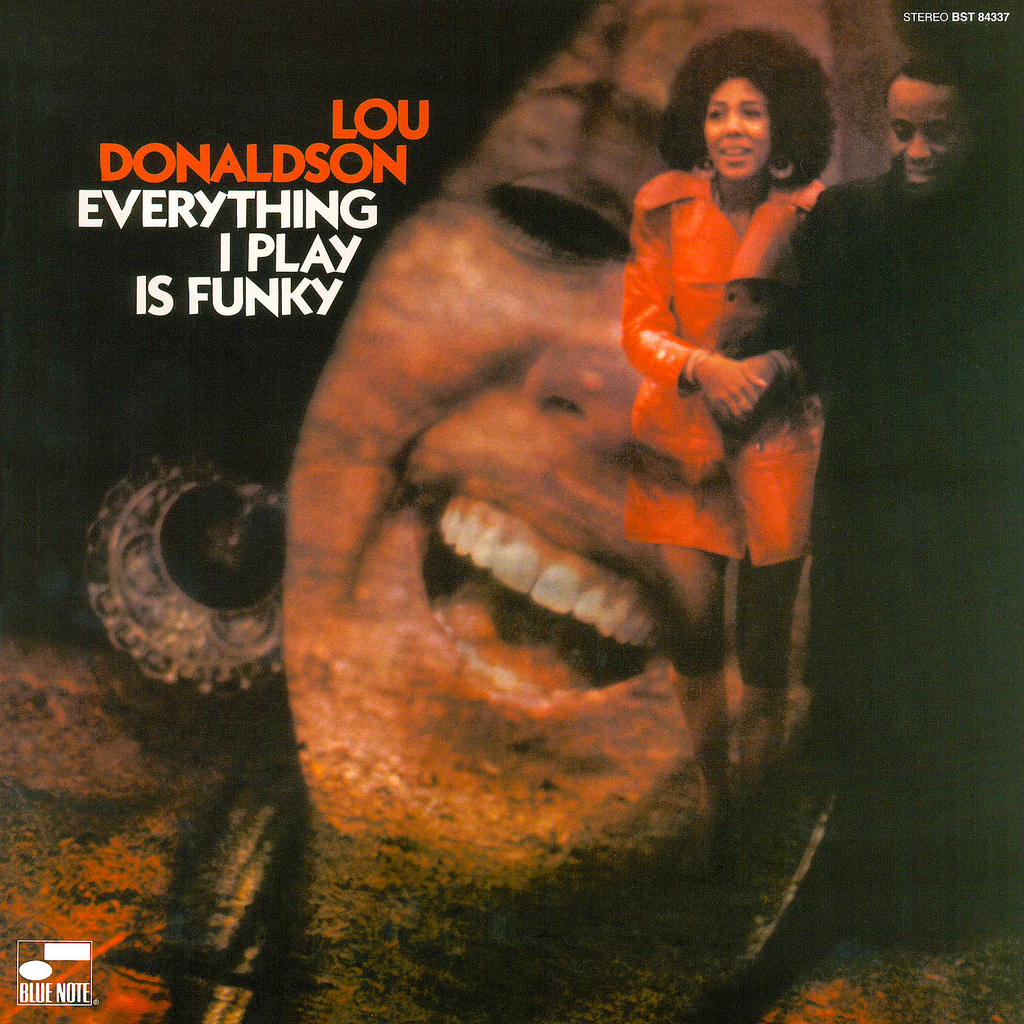 STEREO BST 84337
LOU
DONALDSON
EVERYTHING
I PLAY
IS FUNKY
BLUE NOTE®